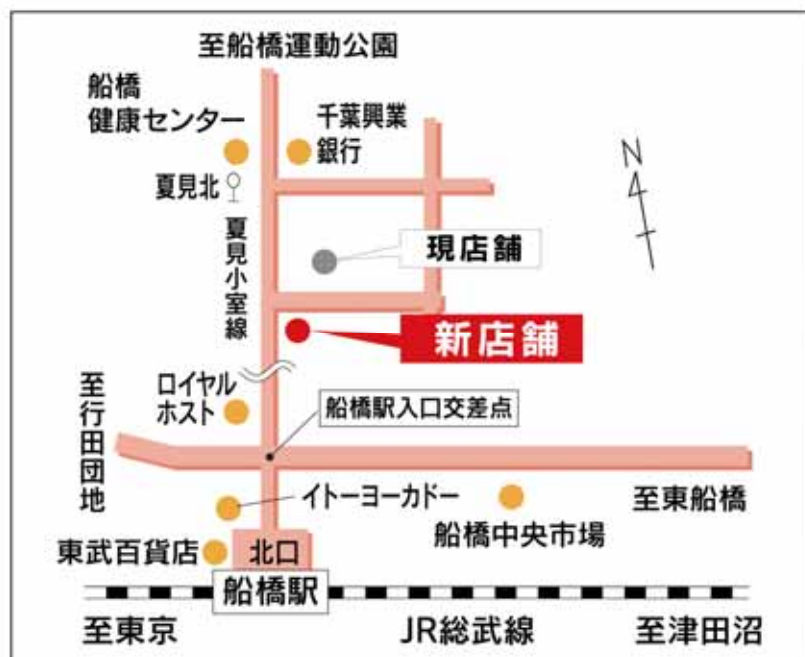 至船橋運動公園
船橋
健康センター
千葉興業
銀行
N
夏見北
夏見小室線
現店舗
新店舗
ロイヤル
ホスト
船橋駅入口交差点
至行田団地
イトーヨーカドー
至東船橋
船橋中央市場
東武百貨店
北口
船橋駅
至東京
JR総武線
至津田沼